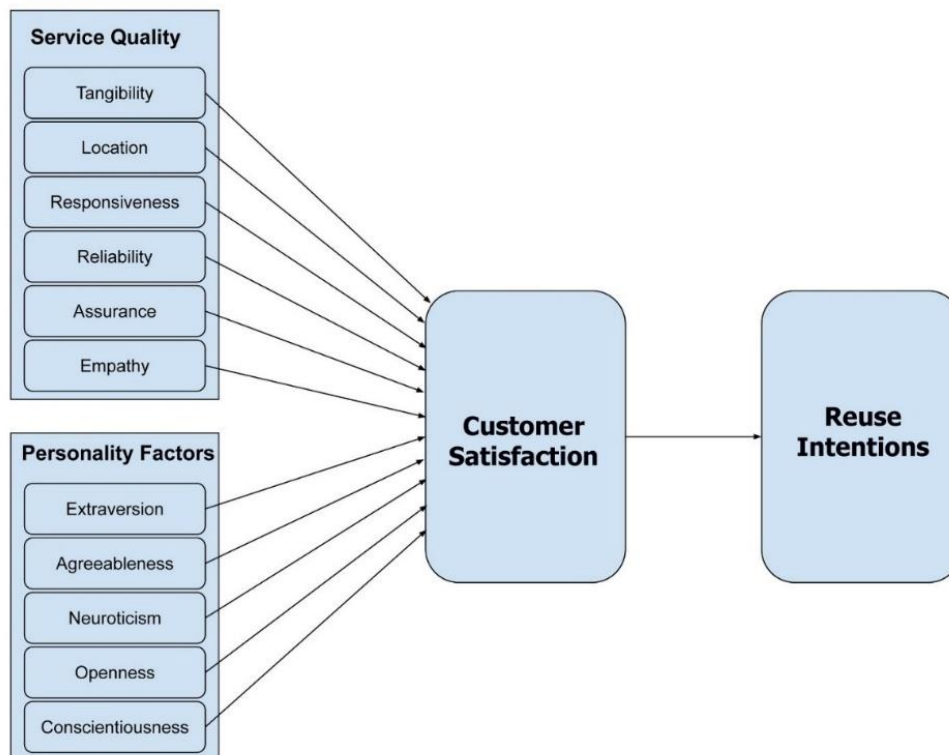 Service Quality
Tangibility
Location
Responsiveness
Reliability
Assurance
Empathy
Personality Factors
Extraversion
Agreeableness
Neuroticism
Openness
Conscientiousness
Customer
Satisfaction
Reuse
Intentions